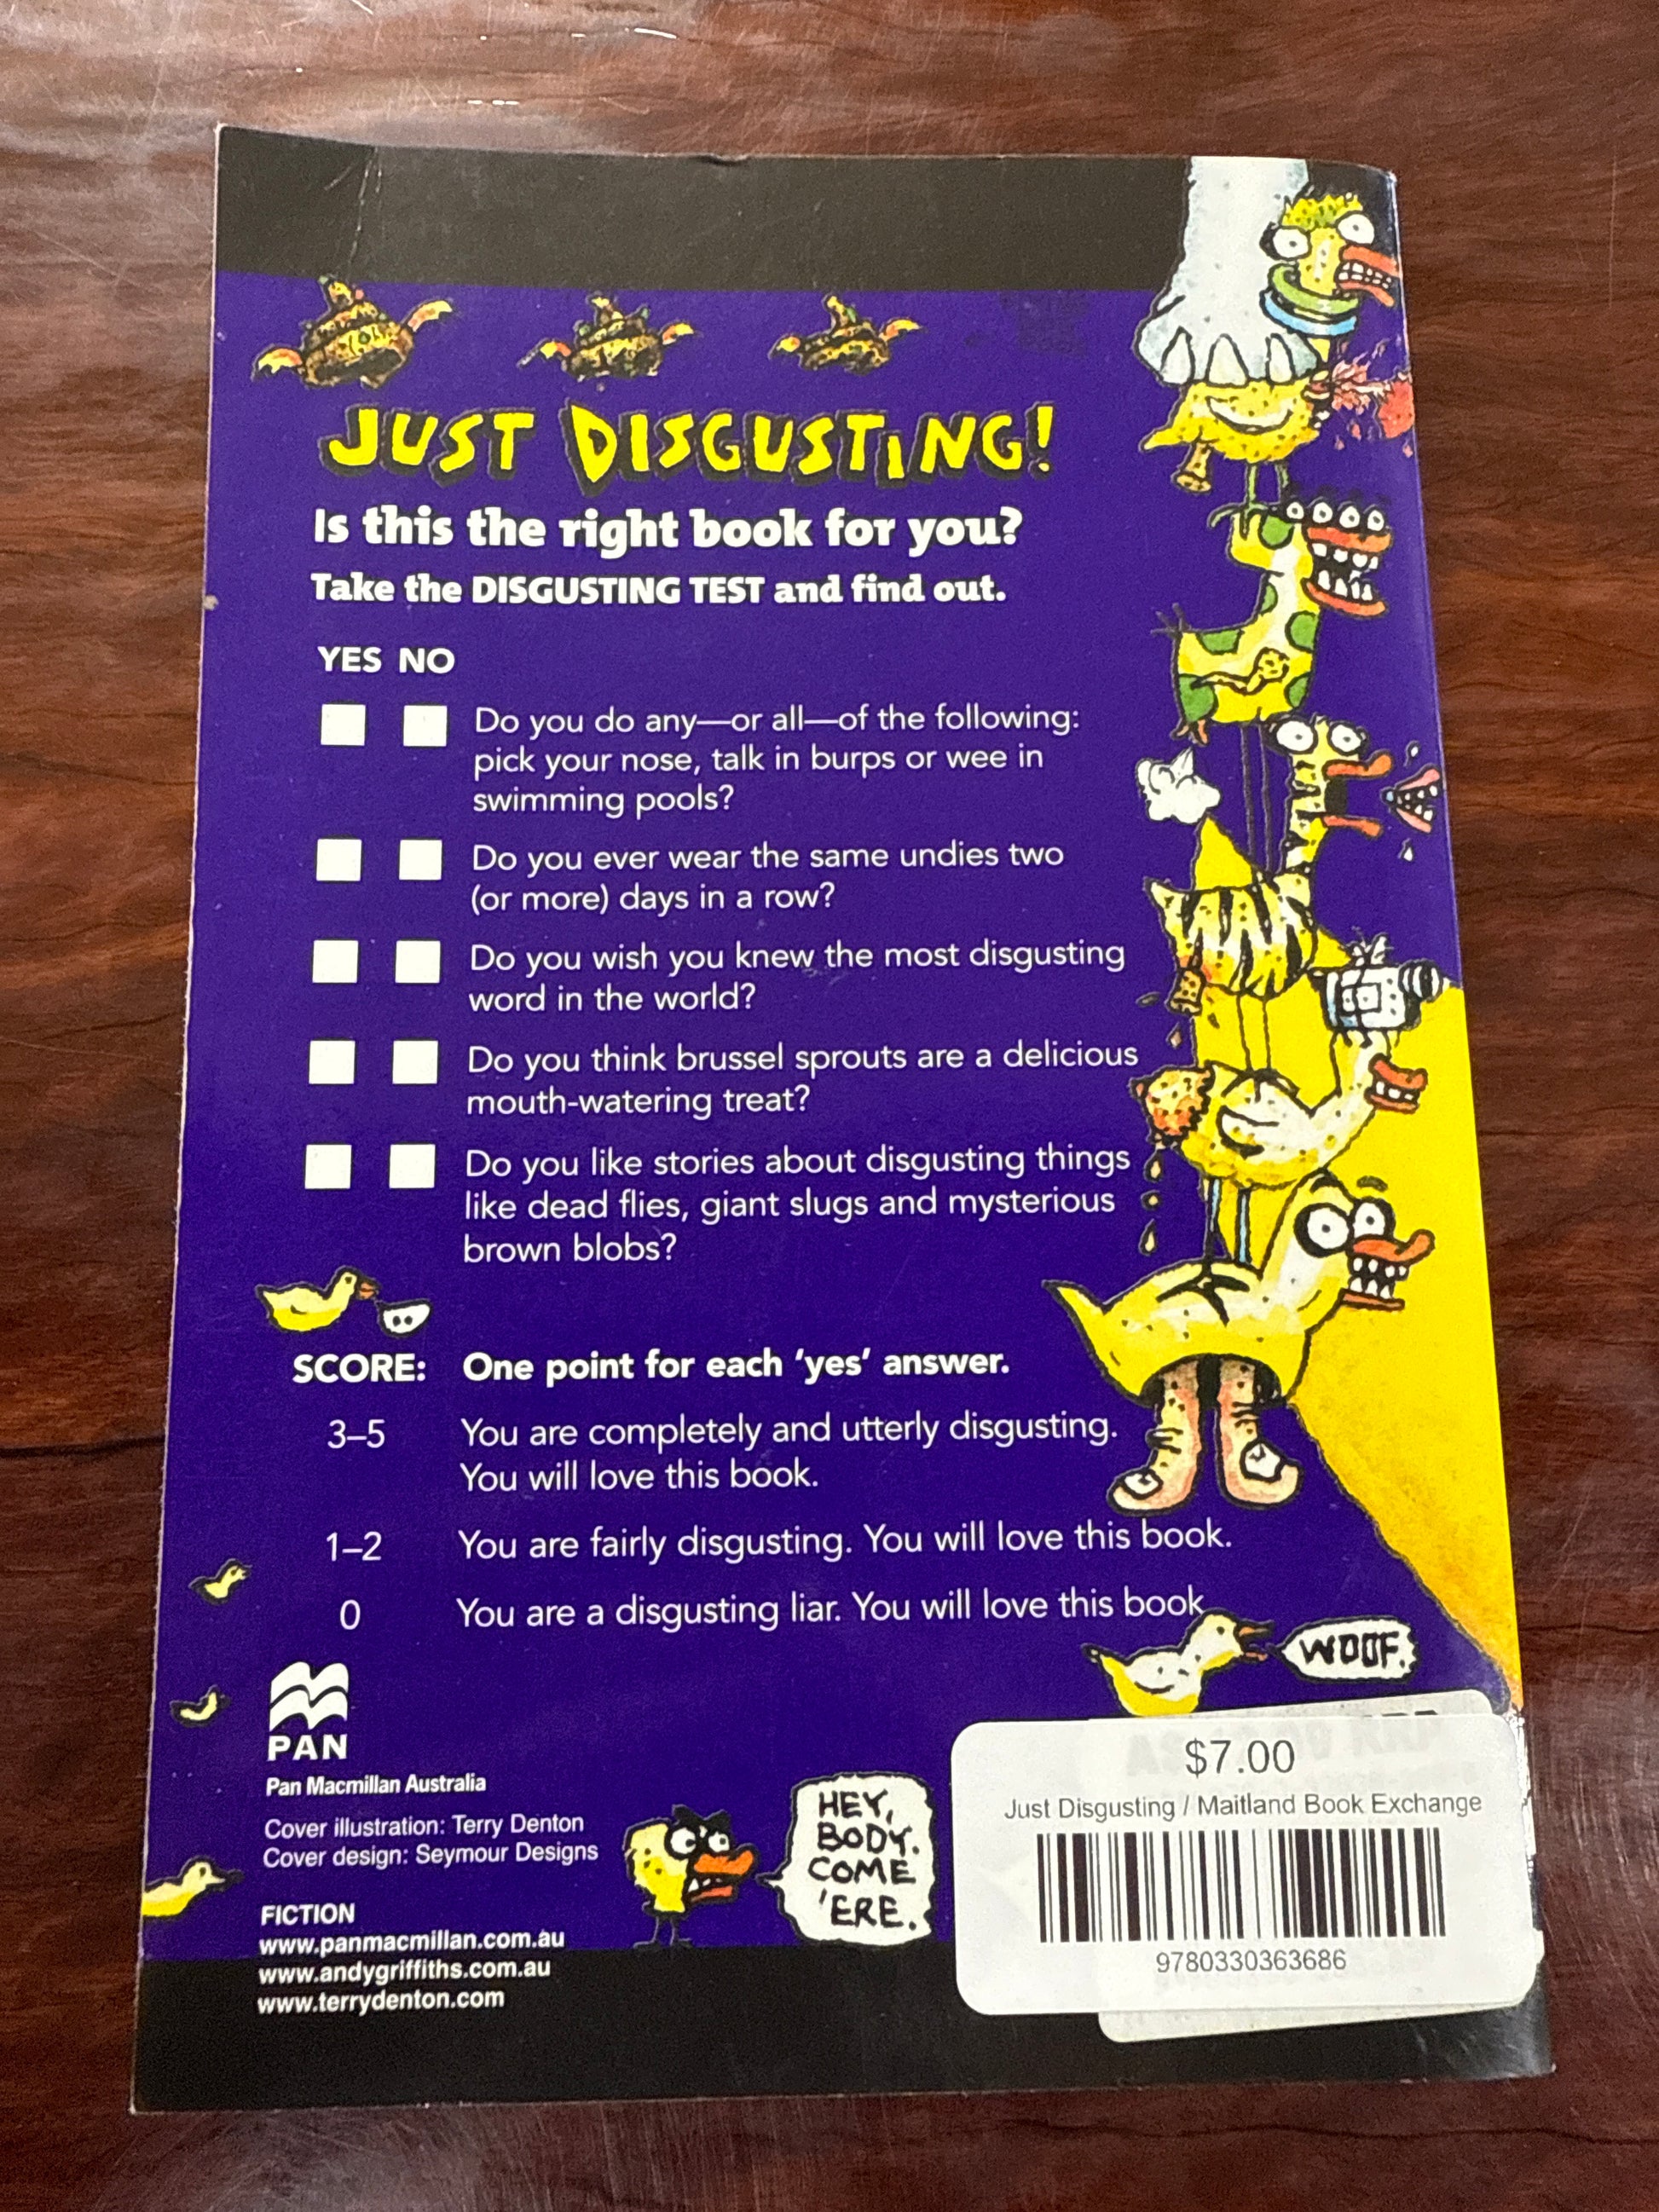 JUST DISGUSTING!
Is this the right book for you?
Take the DISGUSTING TEST and find out.
YES NO
Do you do any—or all—of the following:
pick your nose, talk in burps or wee in
swimming pools?
Do you ever wear the same undies two
(or more) days in a row?
Do you wish you knew the most disgusting
word in the world?
Do you think brussel sprouts are a delicious
mouth-watering treat?
Do you like stories about disgusting things
like dead flies, giant slugs and mysterious
brown blobs?
SCORE: One point for each ‘yes’ answer.
3–5 You are completely and utterly disgusting.
You will love this book.
1–2 You are fairly disgusting. You will love this book.
0 You are a disgusting liar. You will love this book
WOOF.
PAN
Pan Macmillan Australia
Cover illustration: Terry Denton
Cover design: Seymour Designs
FICTION
www.panmacmillan.com.au
www.andygriffiths.com.au
www.terrydenton.com
HEY,
BODY.
COME
'ERE.
$7.00
Just Disgusting / Maitland Book Exchange
9780330363686